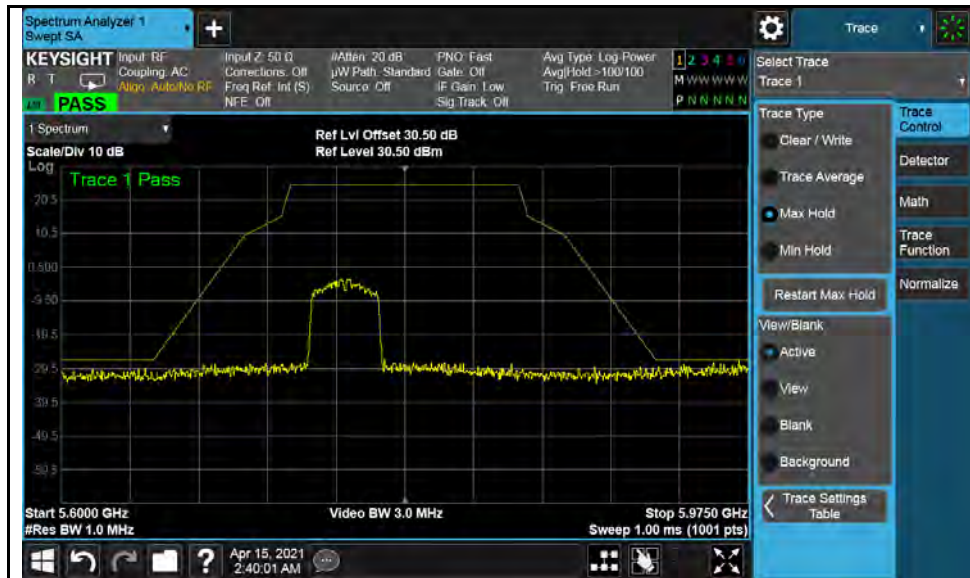 Spectrum Analyzer 1
Swept SA
Trace
KEYSIGHT
R T
PASS
Input: RF
Coupling: AC
Align: Auto/No RF
Input Z: 50 Ω
Corrections: Off
Freq Ref: Int (S)
NFE: Off
#Atten: 20 dB
µW Path: Standard
Source: Off
PNO: Fast
Gate: Off
IF Gain: Low
Sig Track: Off
Avg Type: Log-Power
Avg|Hold:>100/100
Trig: Free Run
1 2 3 4 5 6
M W W W W W
P N N N N N
Select Trace
Trace 1
1 Spectrum
Scale/Div 10 dB
Ref Lvl Offset 30.50 dB
Ref Level 30.50 dBm
Log
Trace 1 Pass
20.5
10.5
0.500
-9.50
-19.5
-29.5
-39.5
-49.5
-59.5
Start 5.6000 GHz
#Res BW 1.0 MHz
Video BW 3.0 MHz
Stop 5.9750 GHz
Sweep 1.00 ms (1001 pts)
Trace Type
Clear / Write
Trace Average
Max Hold
Min Hold
Restart Max Hold
View/Blank
Active
View
Blank
Background
Trace Settings
Table
Trace
Control
Detector
Math
Trace
Function
Normalize
?
Apr 15, 2021
2:40:01 AM